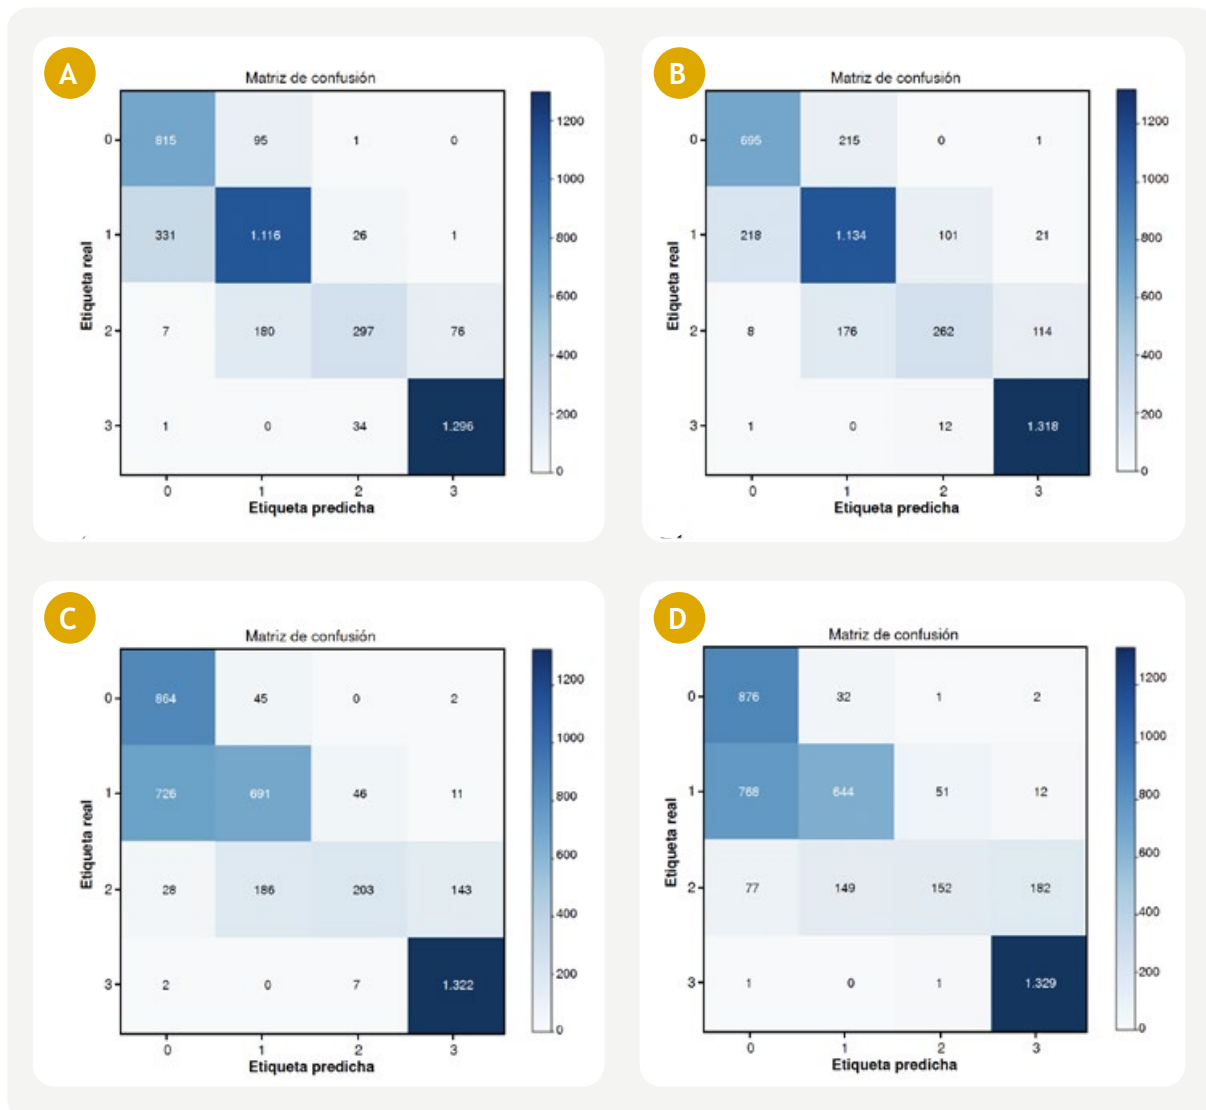 A
Matriz de confusión
0 815 95 1 0
1 331 1.116 26 1
2 7 180 297 76
3 1 0 34 1.296
0 1 2 3
Etiqueta real
Etiqueta predicha
1200
1000
800
600
400
200
0
B
Matriz de confusión
0 695 215 0 1
1 218 1.134 101 21
2 8 176 262 114
3 1 0 12 1.318
0 1 2 3
Etiqueta real
Etiqueta predicha
1200
1000
800
600
400
200
0
C
Matriz de confusión
0 864 45 0 2
1 726 691 46 11
2 28 186 203 143
3 2 0 7 1.322
0 1 2 3
Etiqueta real
Etiqueta predicha
1200
1000
800
600
400
200
0
D
Matriz de confusión
0 876 32 1 2
1 768 644 51 12
2 77 149 152 182
3 1 0 1 1.329
0 1 2 3
Etiqueta real
Etiqueta predicha
1200
1000
800
600
400
200
0